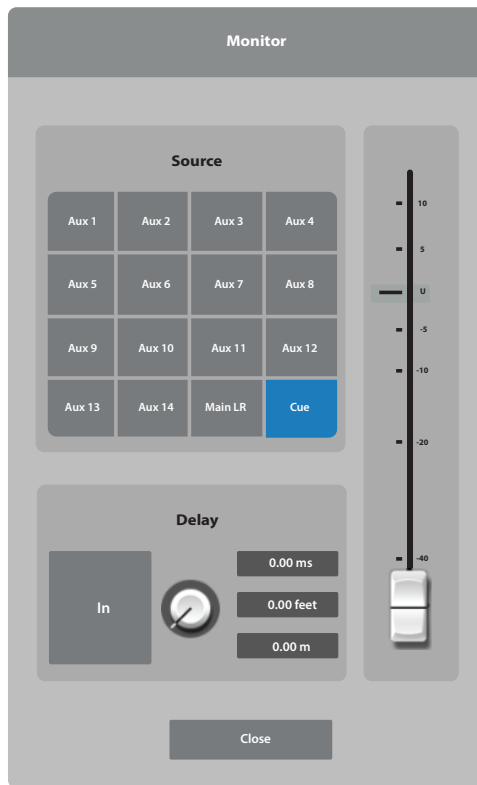 Monitor
Source
Aux 1 Aux 2 Aux 3 Aux 4
Aux 5 Aux 6 Aux 7 Aux 8
Aux 9 Aux 10 Aux 11 Aux 12
Aux 13 Aux 14 Main LR Cue
10
5
U
-5
-10
-20
-40
Delay
In
0.00 ms
0.00 feet
0.00 m
Close